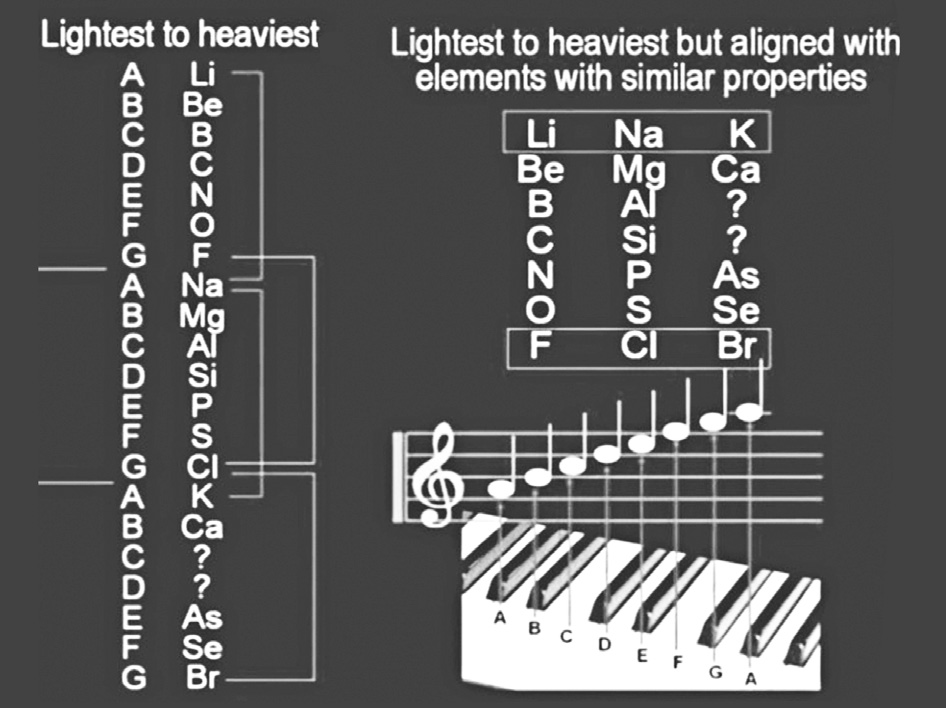 Lightest to heaviest
A Li
B Be
C B
D C
E N
F O
G F
A Na
B Mg
C Al
D Si
E P
F S
G Cl
A K
B Ca
C ?
D ?
E As
F Se
G Br
Lightest to heaviest but aligned with
elements with similar properties
Li Na K
Be Mg Ca
B Al ?
C Si ?
N P As
O S Se
F Cl Br
A B C D E F G A